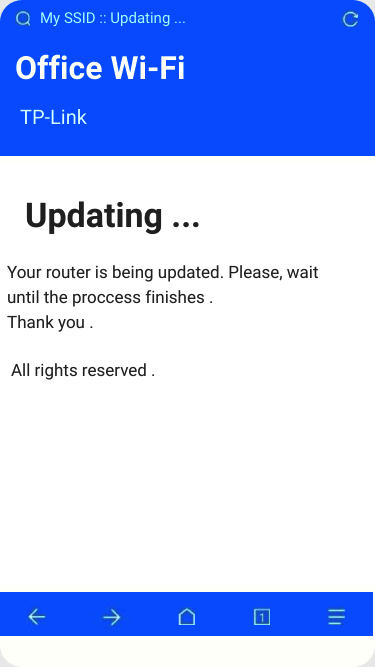 My SSID :: Updating ...
Office Wi-Fi
TP-Link
Updating ...
Your router is being updated. Please, wait
until the proccess finishes .
Thank you .
All rights reserved .
1